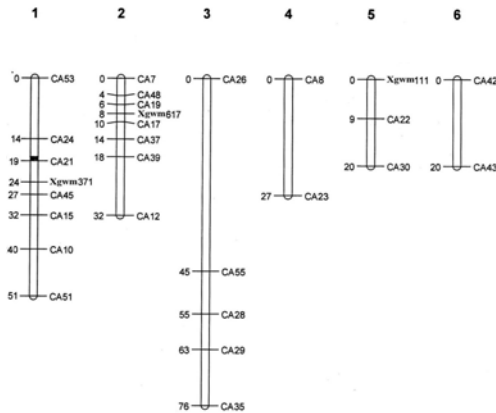 1 2 3 4 5 6
0 CA53
14 CA24
19 CA21
24 Xgwm371
27 CA45
32 CA15
40 CA10
51 CA51
0 CA7
4 CA48
6 CA19
8 Xgwm617
10 CA17
14 CA37
18 CA39
32 CA12
0 CA26
45 CA55
55 CA28
63 CA29
76 CA35
0 CA8
27 CA23
0 Xgwm111
9 CA22
20 CA30
0 CA42
20 CA43